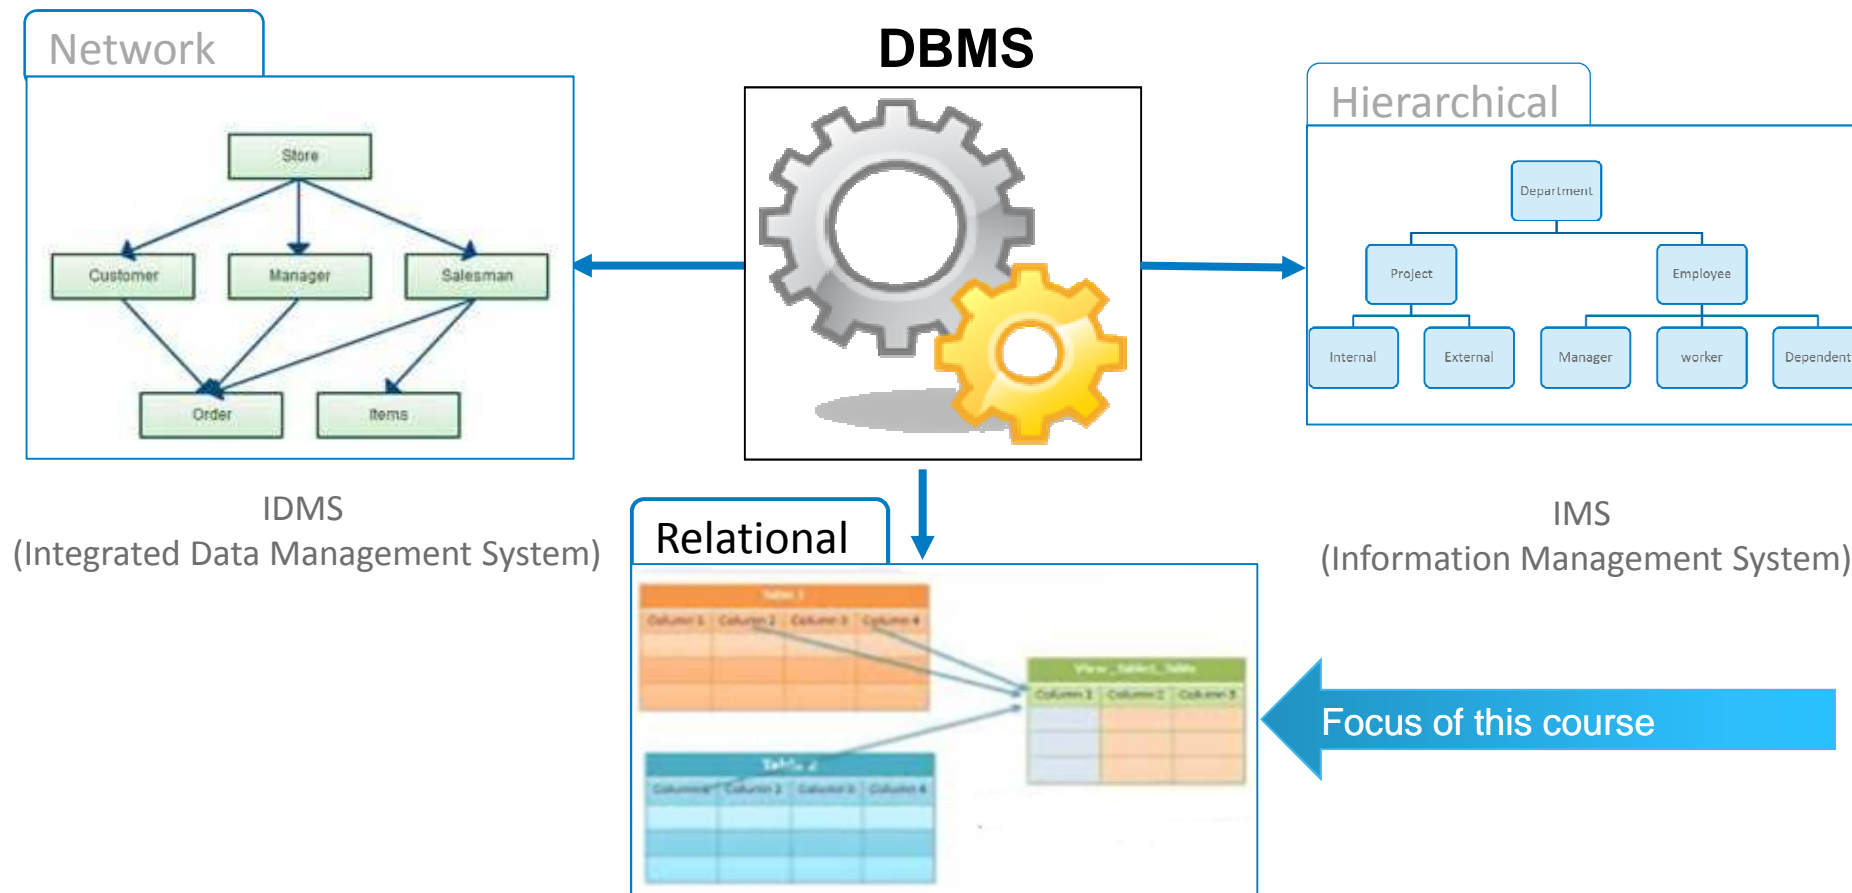 Network
DBMS
Hierarchical
Store
Customer Manager Salesman
Order Items
Department
Project Employee
Internal External Manager worker Dependent
IDMS
(Integrated Data Management System)
IMS
(Information Management System)
Relational
Table 1
Column 1 Column 2 Column 3 Column 4
Column 1 Column 2 Column 3
Table 2
Column 2 Column 3 Column 4
Focus of this course